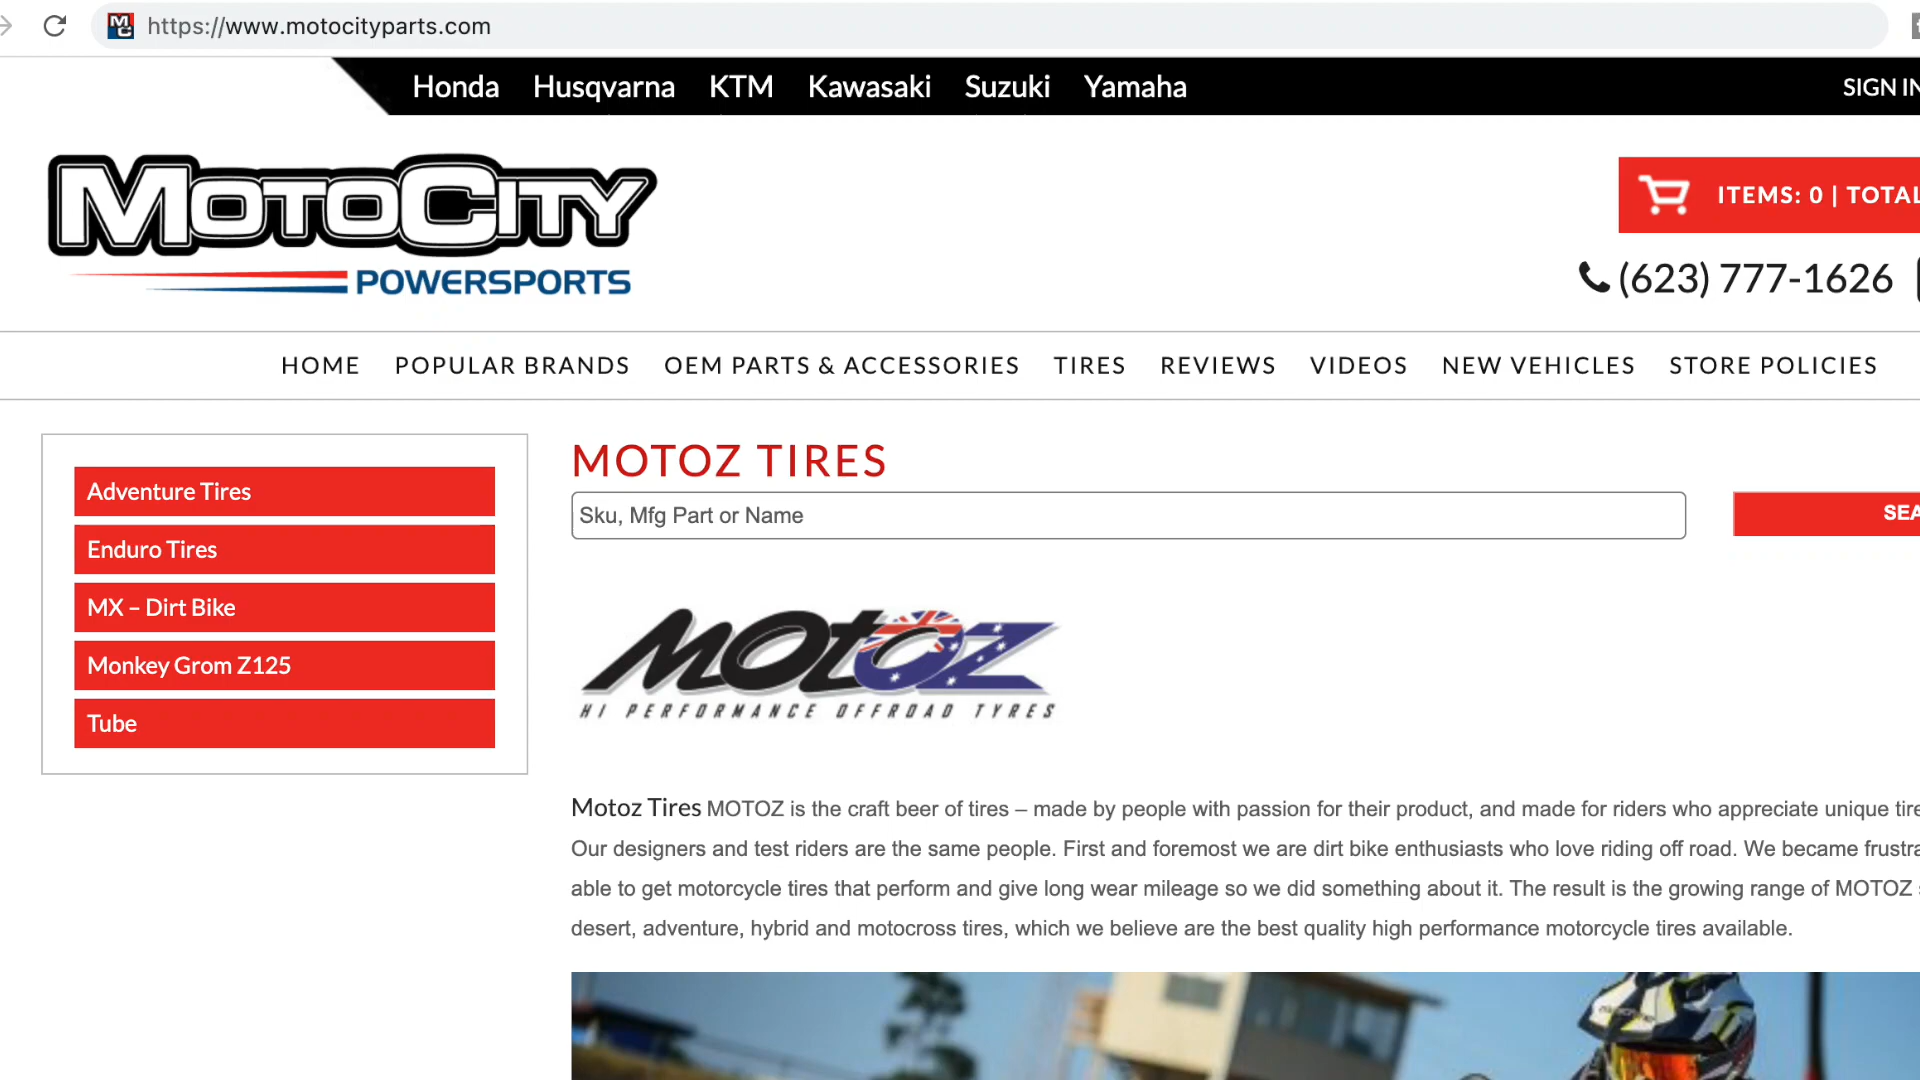 https://www.motocityparts.com
Honda Husqvarna KTM Kawasaki Suzuki Yamaha
SIGN IN
MOTOCITY
POWERSPORTS
ITEMS: 0 | TOTAL
(623) 777-1626
HOME POPULAR BRANDS OEM PARTS & ACCESSORIES TIRES REVIEWS VIDEOS NEW VEHICLES STORE POLICIES
Adventure Tires
Enduro Tires
MX – Dirt Bike
Monkey Grom Z125
Tube
MOTOZ TIRES
Sku, Mfg Part or Name
SEA
MOTOZ
HI PERFORMANCE OFFROAD TYRES
Motoz Tires MOTOZ is the craft beer of tires – made by people with passion for their product, and made for riders who appreciate unique tire
Our designers and test riders are the same people. First and foremost we are dirt bike enthusiasts who love riding off road. We became frustra
able to get motorcycle tires that perform and give long wear mileage so we did something about it. The result is the growing range of MOTOZ
desert, adventure, hybrid and motocross tires, which we believe are the best quality high performance motorcycle tires available.